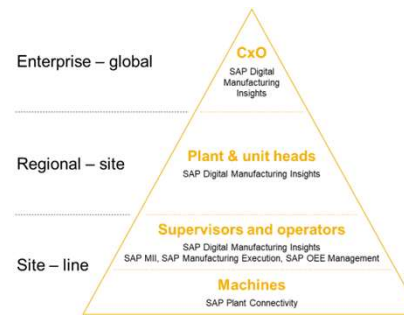 CxO
Enterprise – global
SAP Digital
Manufacturing
Insights
Plant & unit heads
Regional – site
SAP Digital Manufacturing Insights
Supervisors and operators
SAP Digital Manufacturing Insights
SAP MII, SAP Manufacturing Execution, SAP OEE Management
Site – line
Machines
SAP Plant Connectivity